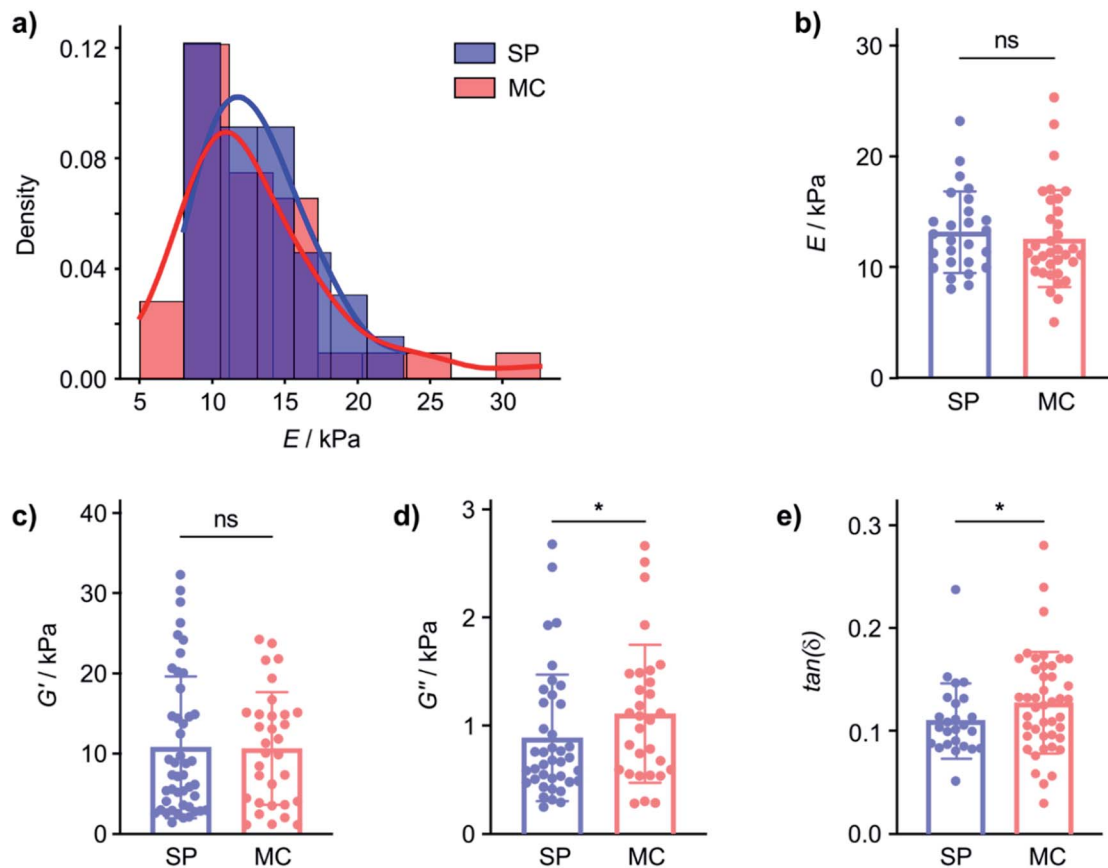 a)
0.12
0.08
0.04
0.00
Density
5 10 15 20 25 30
E / kPa
SP
MC
b)
ns
30
20
10
0
E / kPa
SP MC
c)
ns
40
30
20
10
0
G' / kPa
SP MC
d)
*
3
2
1
0
G'' / kPa
SP MC
e)
*
0.3
0.2
0.1
0.0
tan(δ)
SP MC